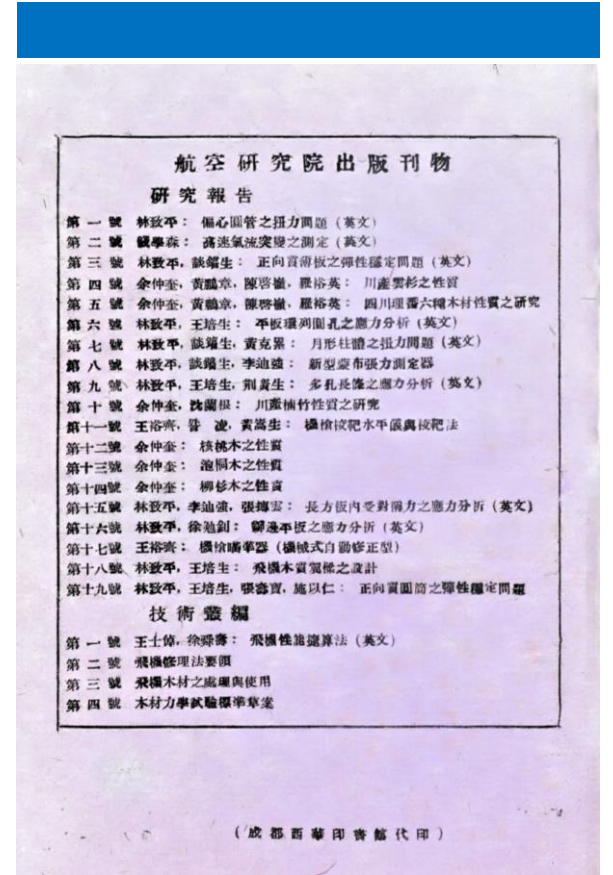 航空研究院出版刊物
研究報告
第一號 林致平：偏心圓管之扭力問題（英文）
第二號 錢學森：高速氣流突變之測定（英文）
第三號 林致平，談鎬生：正向質薄板之彈性穩定問題（英文）
第四號 余仲奎，黃鵬章，陳啓嶺，羅裕英：川產雲杉之性質
第五號 余仲奎，黃鵬章，陳啓嶺，羅裕英：四川理番六種木材性質之研究
第六號 林致平，王培生：平板環列圓孔之應力分析（英文）
第七號 林致平，談鎬生，黃克累：月形柱體之扭力問題（英文）
第八號 林致平，談鎬生，李迪強：新型蒙布張力測定器
第九號 林致平，王培生，荆廣生：多孔長條之應力分析（英文）
第十號 余仲奎，沈蘭根：川產楠竹性質之研究
第十一號 王裕齊，昝凌，黃嵩生：機槍校靶水平儀與校靶法
第十二號 余仲奎：核桃木之性質
第十三號 余仲奎：泡桐木之性質
第十四號 余仲奎：柳杉木之性質
第十五號 林致平，李迪強，張摶雲：長方板內受對偶力之應力分析（英文）
第十六號 林致平，徐勉釗：鄰邊平板之應力分析（英文）
第十七號 王裕齊：機槍瞄準器（機械式自動修正型）
第十八號 林致平，王培生：飛機木質翼樑之設計
第十九號 林致平，王培生，張壽賓，施以仁：正向質圓筒之彈性穩定問題
技術叢編
第一號 王士倬，徐舜壽：飛機性能速算法（英文）
第二號 飛機修理法要領
第三號 飛機木材之處理與使用
第四號 木材力學試驗標準草案
（成都西華印書館代印）